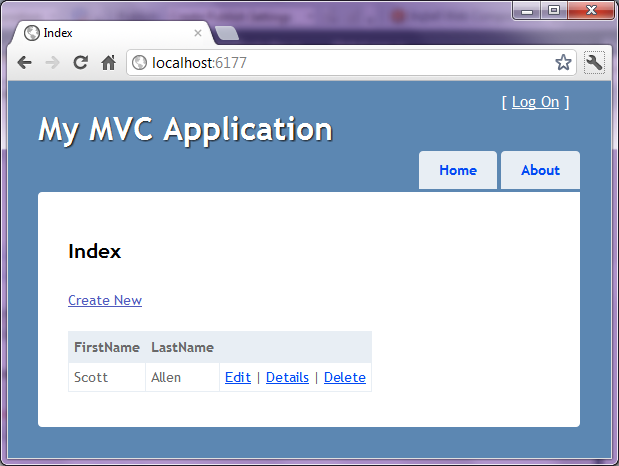 Index
localhost:6177
[ Log On ]
My MVC Application
Home About
Index
Create New
FirstName LastName
Scott Allen Edit | Details | Delete